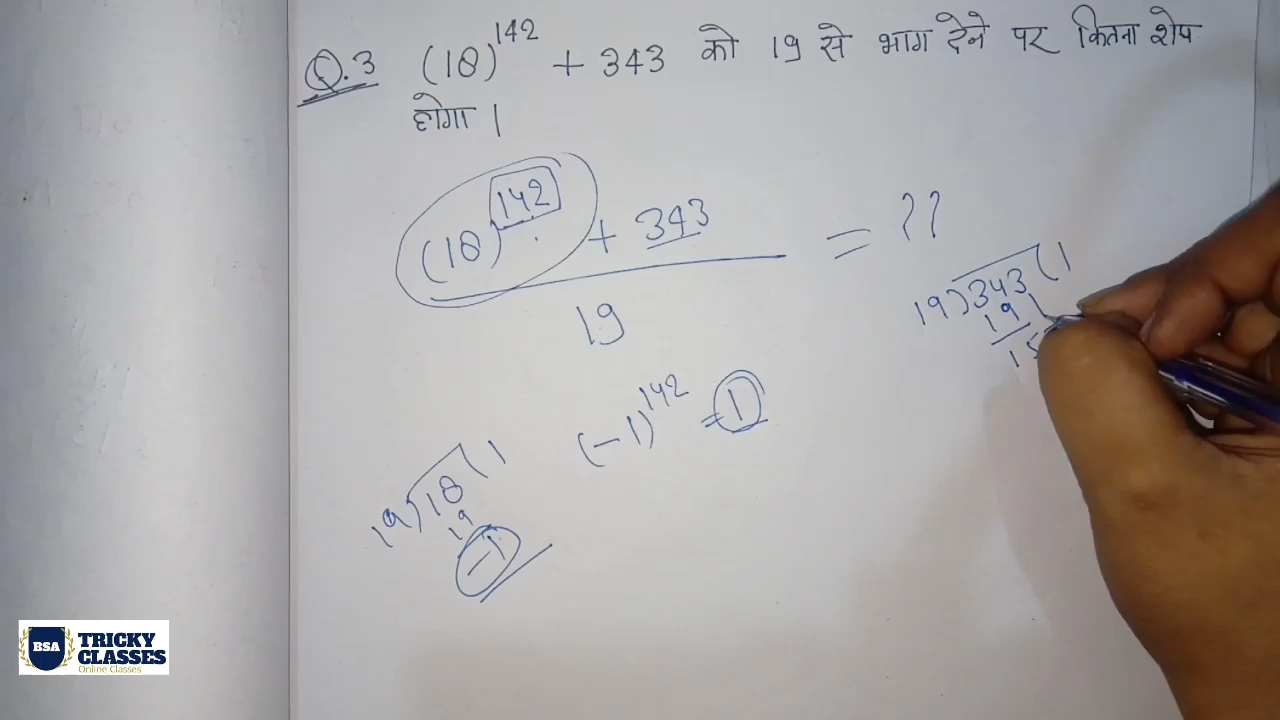 Q.3 (18)^142 + 343 को 19 से भाग देने पर कितना शेष
होगा ।
(18)^142 + 343 = ??
19
19)343(1
19
15
(-1)^142 = 1
19)18(1
19
-1
BSA
TRICKY
CLASSES
Online Classes